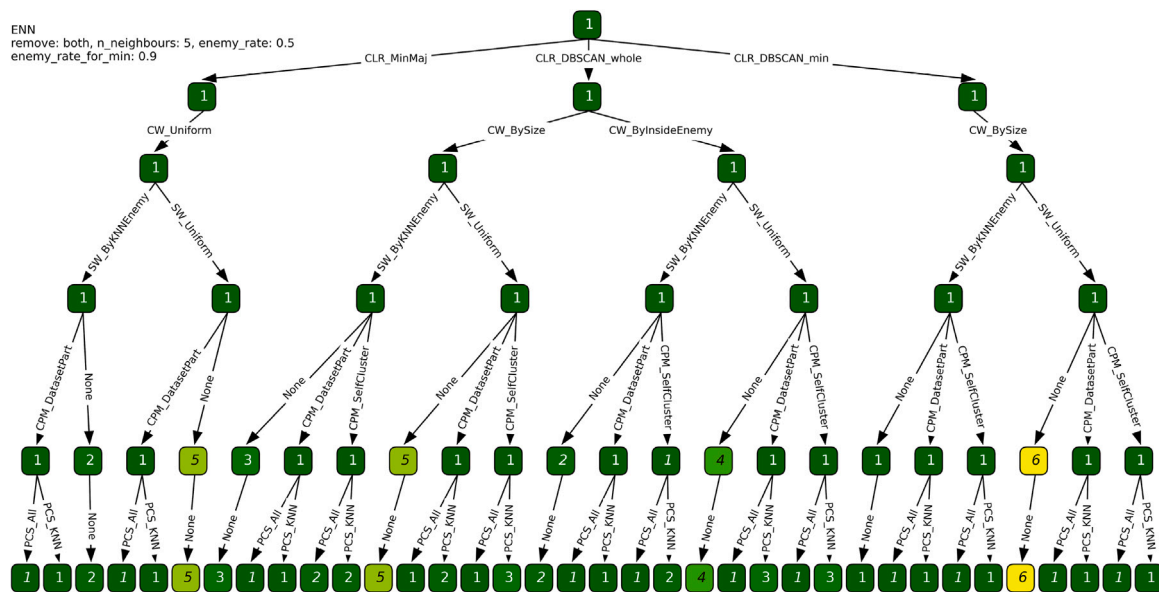 ENN
remove: both, n_neighbours: 5, enemy_rate: 0.5
enemy_rate_for_min: 0.9
1
CLR_MinMaj CLR_DBSCAN_whole CLR_DBSCAN_min
1 1 1
CW_Uniform CW_BySize CW_ByInsideEnemy CW_BySize
1 1 1 1
SW_ByKNNEnemy SW_Uniform SW_ByKNNEnemy SW_Uniform SW_ByKNNEnemy SW_Uniform SW_ByKNNEnemy SW_Uniform
1 1 1 1 1 1 1 1
CPM_DatasetPart None CPM_DatasetPart None None CPM_DatasetPart CPM_SelfCluster None CPM_DatasetPart CPM_SelfCluster None CPM_DatasetPart CPM_SelfCluster None CPM_DatasetPart CPM_SelfCluster None CPM_DatasetPart CPM_SelfCluster None CPM_DatasetPart CPM_SelfCluster
1 2 1 5 3 1 1 5 1 1 2 1 1 4 1 1 1 1 1 6 1 1
PCS_All PCS_KNN None PCS_All PCS_KNN None None PCS_All PCS_KNN PCS_All PCS_KNN None PCS_All PCS_KNN PCS_All PCS_KNN None PCS_All PCS_KNN PCS_All PCS_KNN None PCS_All PCS_KNN PCS_All PCS_KNN None PCS_All PCS_KNN PCS_All PCS_KNN None PCS_All PCS_KNN PCS_All PCS_KNN
1 1 2 1 1 5 3 1 1 2 2 5 1 2 1 3 2 1 1 1 2 4 1 3 1 3 1 1 1 1 1 6 1 1 1 1